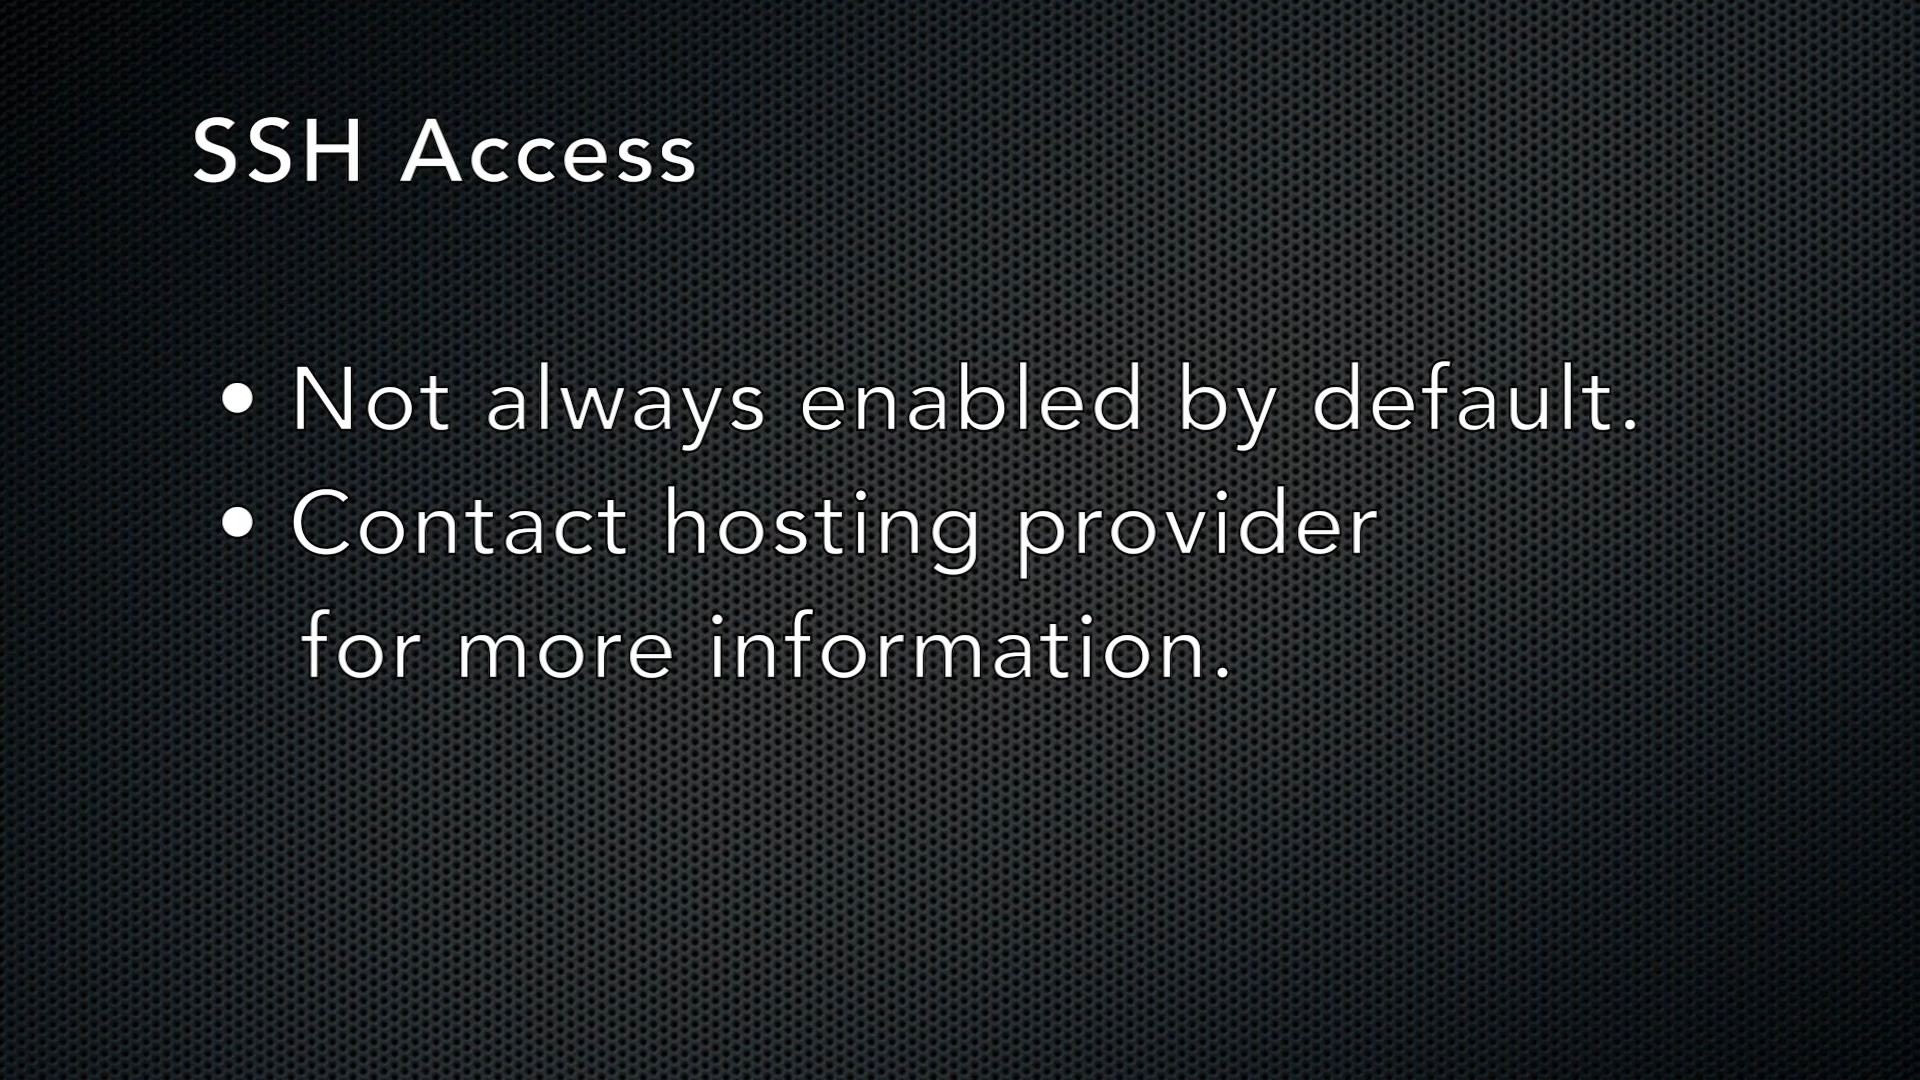 SSH Access
• Not always enabled by default.
• Contact hosting provider
for more information.